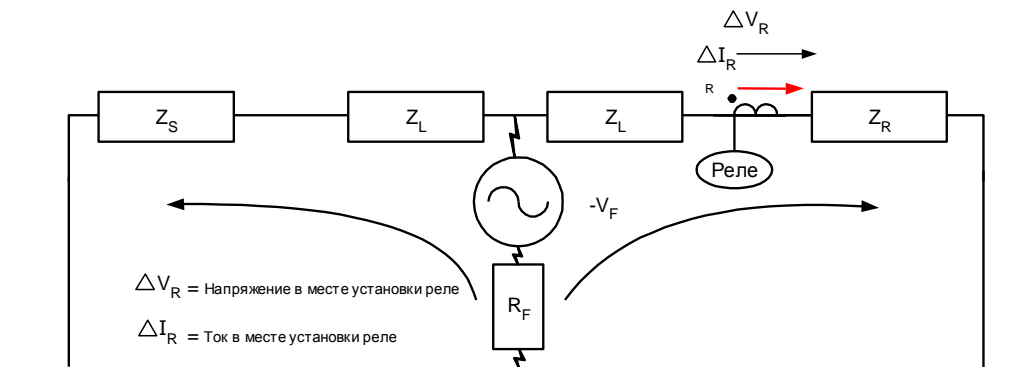 △V_R
△I_R
R
Z_S
Z_L
Z_L
Z_R
Реле
-V_F
△V_R = Напряжение в месте установки реле
R_F
△I_R = Ток в месте установки реле